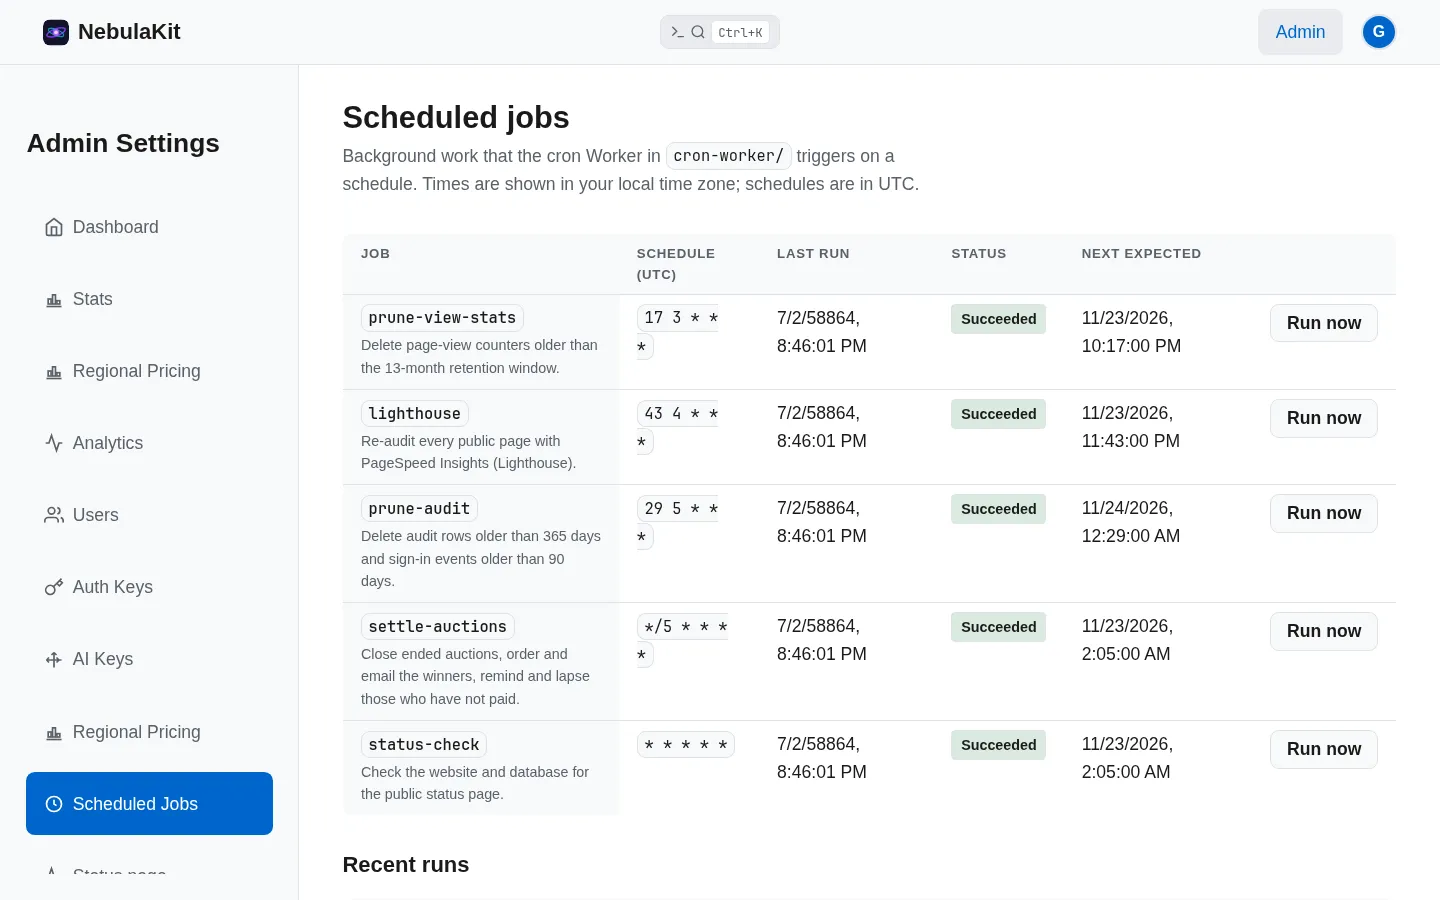 NebulaKit
Ctrl+K
Admin
G
Admin Settings
Dashboard
Stats
Regional Pricing
Analytics
Users
Auth Keys
AI Keys
Regional Pricing
Scheduled Jobs
Status page
Scheduled jobs
Background work that the cron Worker in cron-worker/ triggers on a
schedule. Times are shown in your local time zone; schedules are in UTC.
JOB
SCHEDULE
(UTC)
LAST RUN
STATUS
NEXT EXPECTED
prune-view-stats
Delete page-view counters older than
the 13-month retention window.
17 3 * *
*
7/2/58864,
8:46:01 PM
Succeeded
11/23/2026,
10:17:00 PM
Run now
lighthouse
Re-audit every public page with
PageSpeed Insights (Lighthouse).
43 4 * *
*
7/2/58864,
8:46:01 PM
Succeeded
11/23/2026,
11:43:00 PM
Run now
prune-audit
Delete audit rows older than 365 days
and sign-in events older than 90
days.
29 5 * *
*
7/2/58864,
8:46:01 PM
Succeeded
11/24/2026,
12:29:00 AM
Run now
settle-auctions
Close ended auctions, order and
email the winners, remind and lapse
those who have not paid.
*/5 * * *
*
7/2/58864,
8:46:01 PM
Succeeded
11/23/2026,
2:05:00 AM
Run now
status-check
Check the website and database for
the public status page.
* * * * *
7/2/58864,
8:46:01 PM
Succeeded
11/23/2026,
2:05:00 AM
Run now
Recent runs